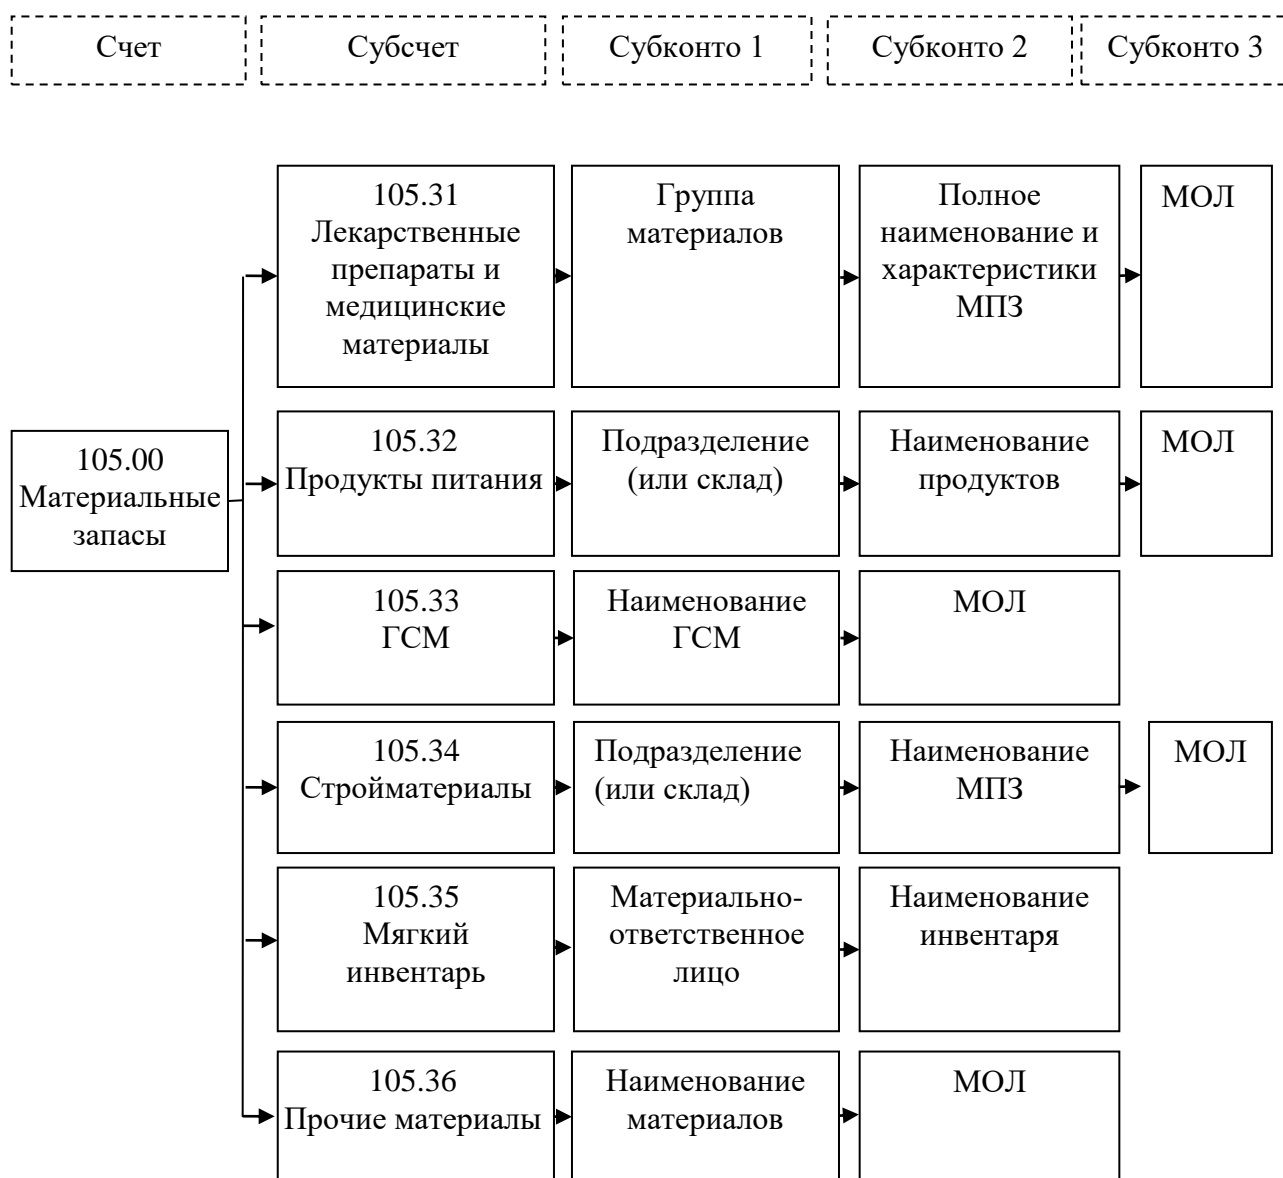 Счет
Субсчет
Субконто 1
Субконто 2
Субконто 3
105.00
Материальные
запасы
105.31
Лекарственные
препараты и
медицинские
материалы
Группа
материалов
Полное
наименование и
характеристики
МПЗ
МОЛ
105.32
Продукты питания
Подразделение
(или склад)
Наименование
продуктов
МОЛ
105.33
ГСМ
Наименование
ГСМ
МОЛ
105.34
Стройматериалы
Подразделение
(или склад)
Наименование
МПЗ
МОЛ
105.35
Мягкий
инвентарь
Материально-
ответственное
лицо
Наименование
инвентаря
105.36
Прочие материалы
Наименование
материалов
МОЛ